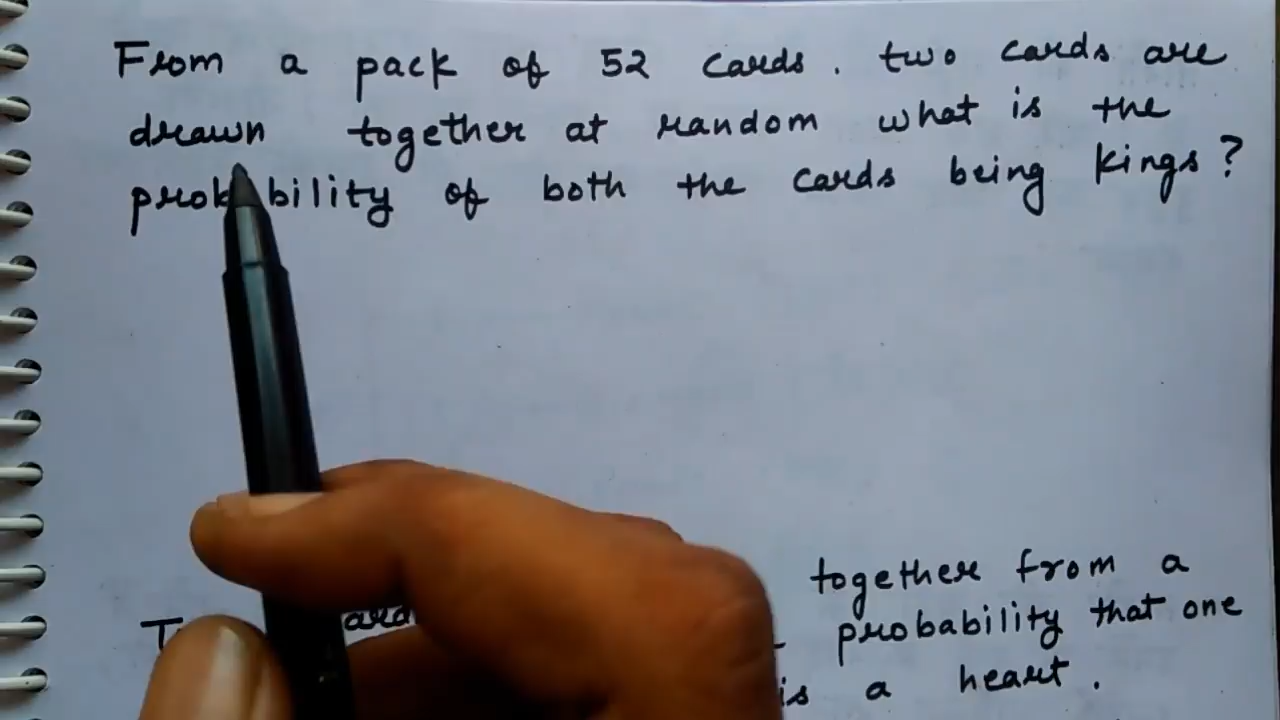 From a pack of 52 cards. two cards are
drawn together at random what is the
probability of both the cards being kings?
together from a
probability that one
is a heart.